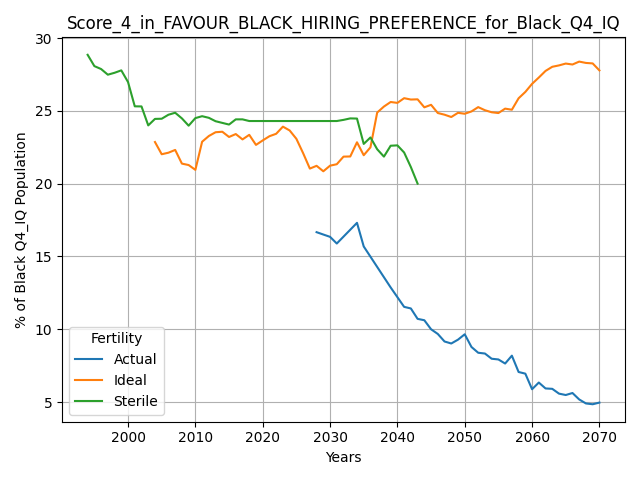 Score_4_in_FAVOUR_BLACK_HIRING_PREFERENCE_for_Black_Q4_IQ
30
25
20
15
10
5
% of Black Q4_IQ Population
Fertility
Actual
Ideal
Sterile
2000 2010 2020 2030 2040 2050 2060 2070
Years